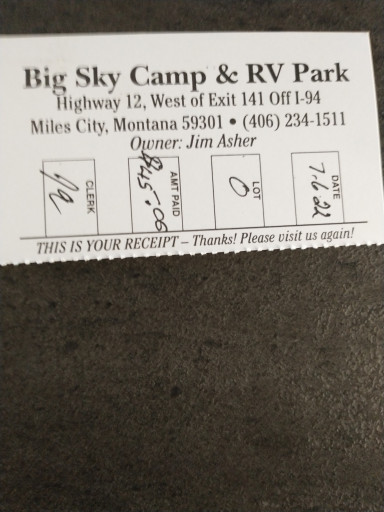 Big Sky Camp & RV Park
Highway 12, West of Exit 141 Off I-94
Miles City, Montana 59301 • (406) 234-1511
Owner: Jim Asher
CLERK
AMT PAID
$45.00
LOT
0
DATE
7-6-22
THIS IS YOUR RECEIPT – Thanks! Please visit us again!